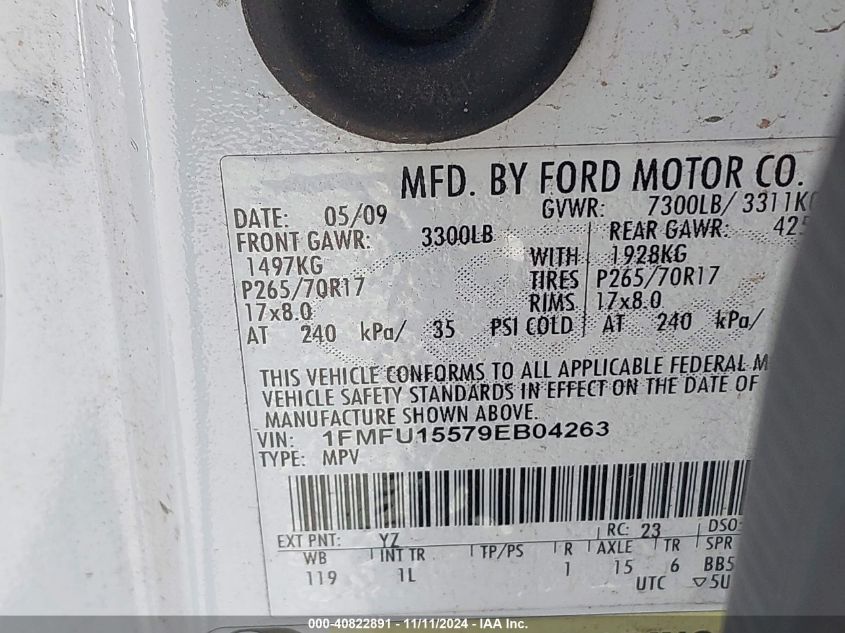 MFD. BY FORD MOTOR CO.
DATE: 05/09 GVWR: 7300LB/ 3311K
FRONT GAWR: 3300LB REAR GAWR: 425
1497KG WITH 1928KG
P265/70R17 TIRES P265/70R17
17x8.0 RIMS 17x8.0
AT 240 kPa/ 35 PSI COLD AT 240 kPa/
THIS VEHICLE CONFORMS TO ALL APPLICABLE FEDERAL M
VEHICLE SAFETY STANDARDS IN EFFECT ON THE DATE OF
MANUFACTURE SHOWN ABOVE.
VIN: 1FMFU15579EB04263
TYPE: MPV
EXT PNT: YZ RC: 23 DSO:
WB INT TR TP/PS R AXLE TR SPR
119 1L 1 15 6 BB5
UTC ▽5U
000-40822891 - 11/11/2024 - IAA Inc.